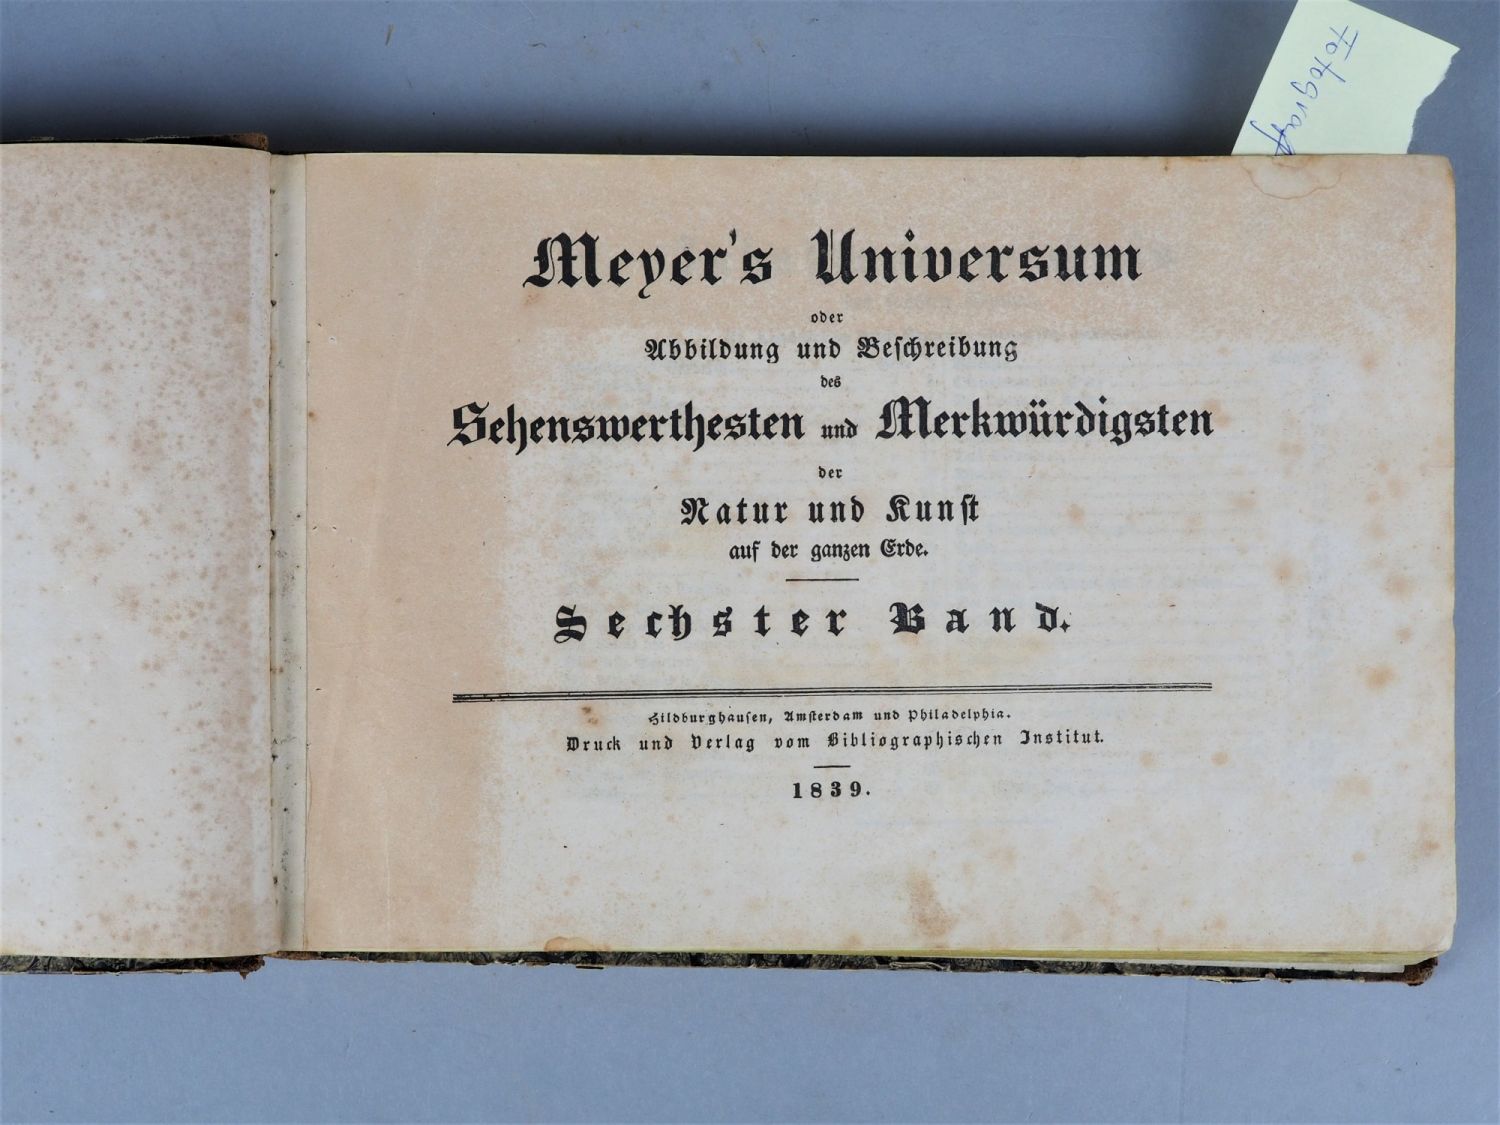 Fotograf
Meyer's Universum
oder
Abbildung und Beschreibung
des
Sehenswerthesten und Merkwürdigsten
der
Natur und Kunst
auf der ganzen Erde.
Sechster Band.
Hildburghausen, Amsterdam und Philadelphia.
Druck und Verlag vom Bibliographischen Institut.
1839.